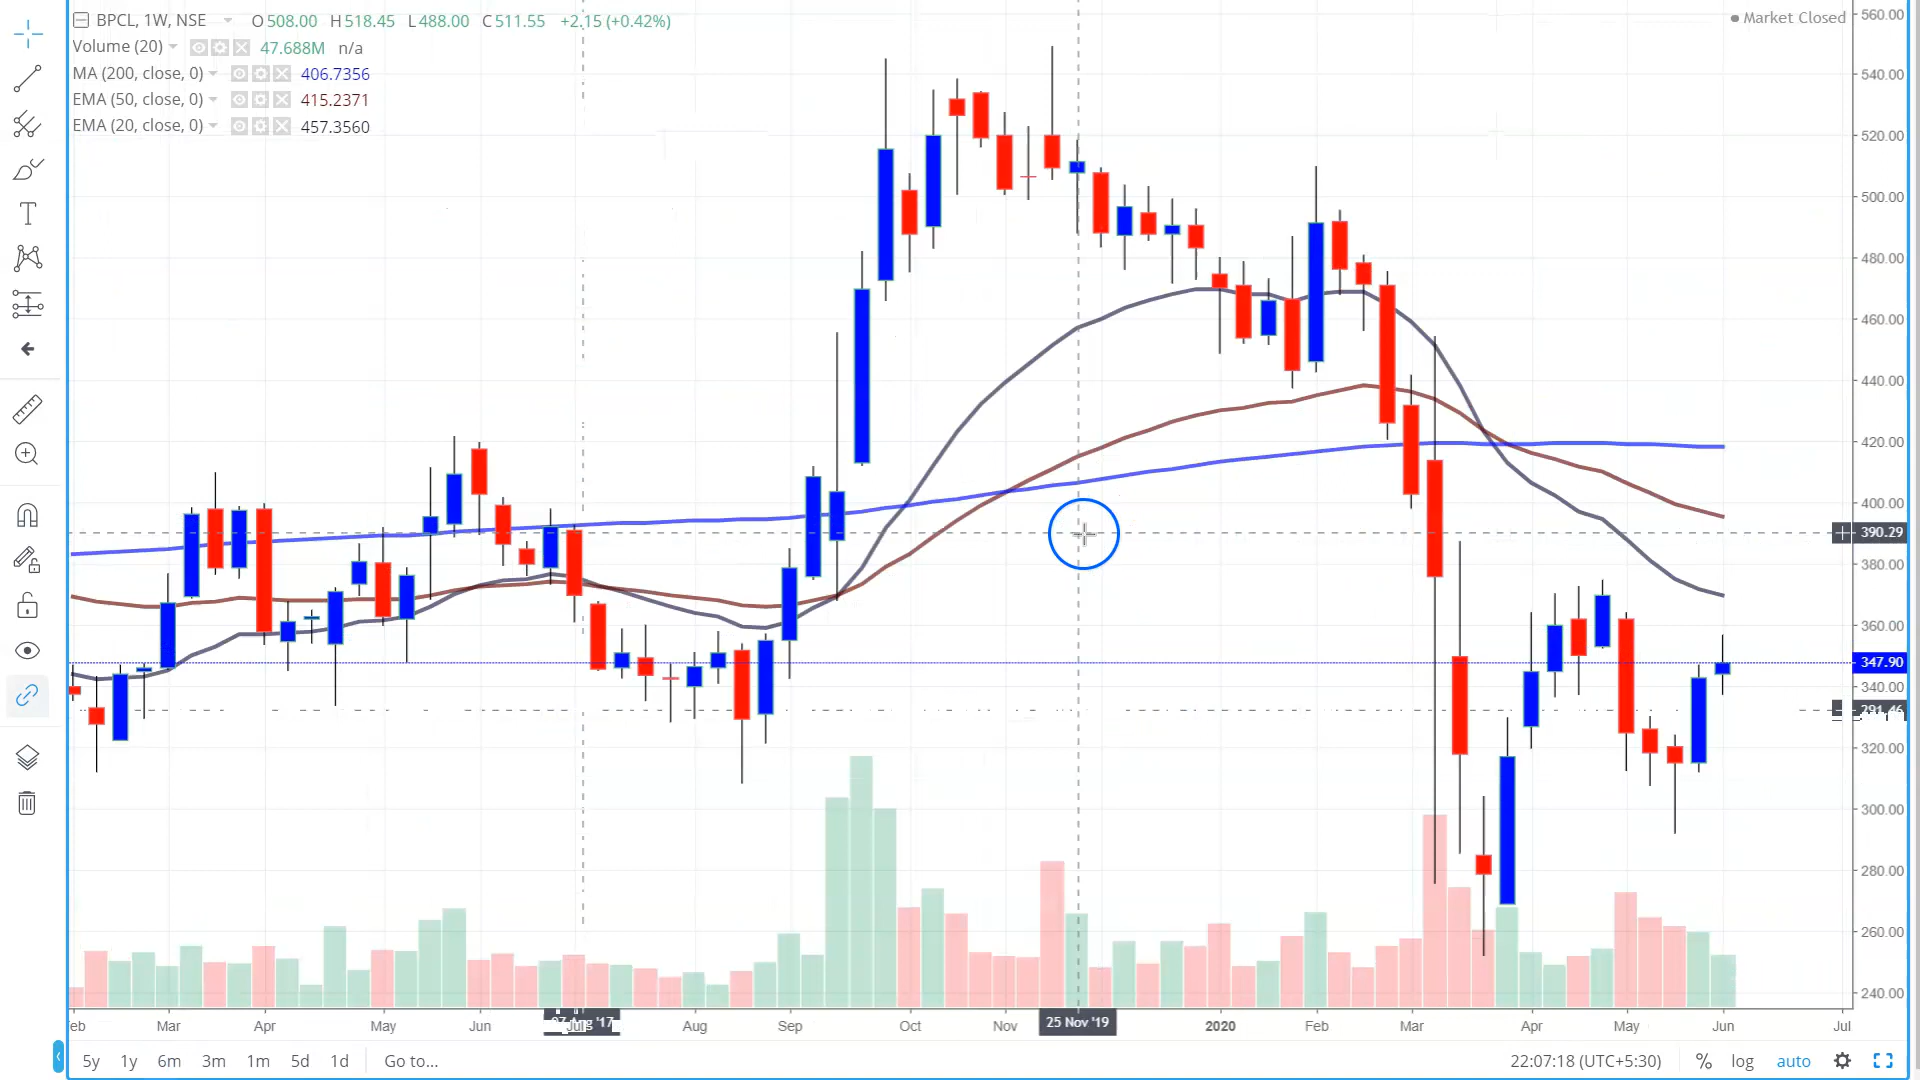 BPCL, 1W, NSE O508.00 H518.45 L488.00 C511.55 +2.15 (+0.42%)
Market Closed
Volume (20) 47.688M n/a
MA (200, close, 0) 406.7356
EMA (50, close, 0) 415.2371
EMA (20, close, 0) 457.3560
560.00
540.00
520.00
500.00
480.00
460.00
440.00
420.00
400.00
390.29
380.00
360.00
347.90
340.00
320.00
300.00
280.00
260.00
240.00
eb Mar Apr May Jun Aug Sep Oct Nov 25 Nov '19 2020 Feb Mar Apr May Jun Jul
5y 1y 6m 3m 1m 5d 1d Go to... 22:07:18 (UTC+5:30) % log auto